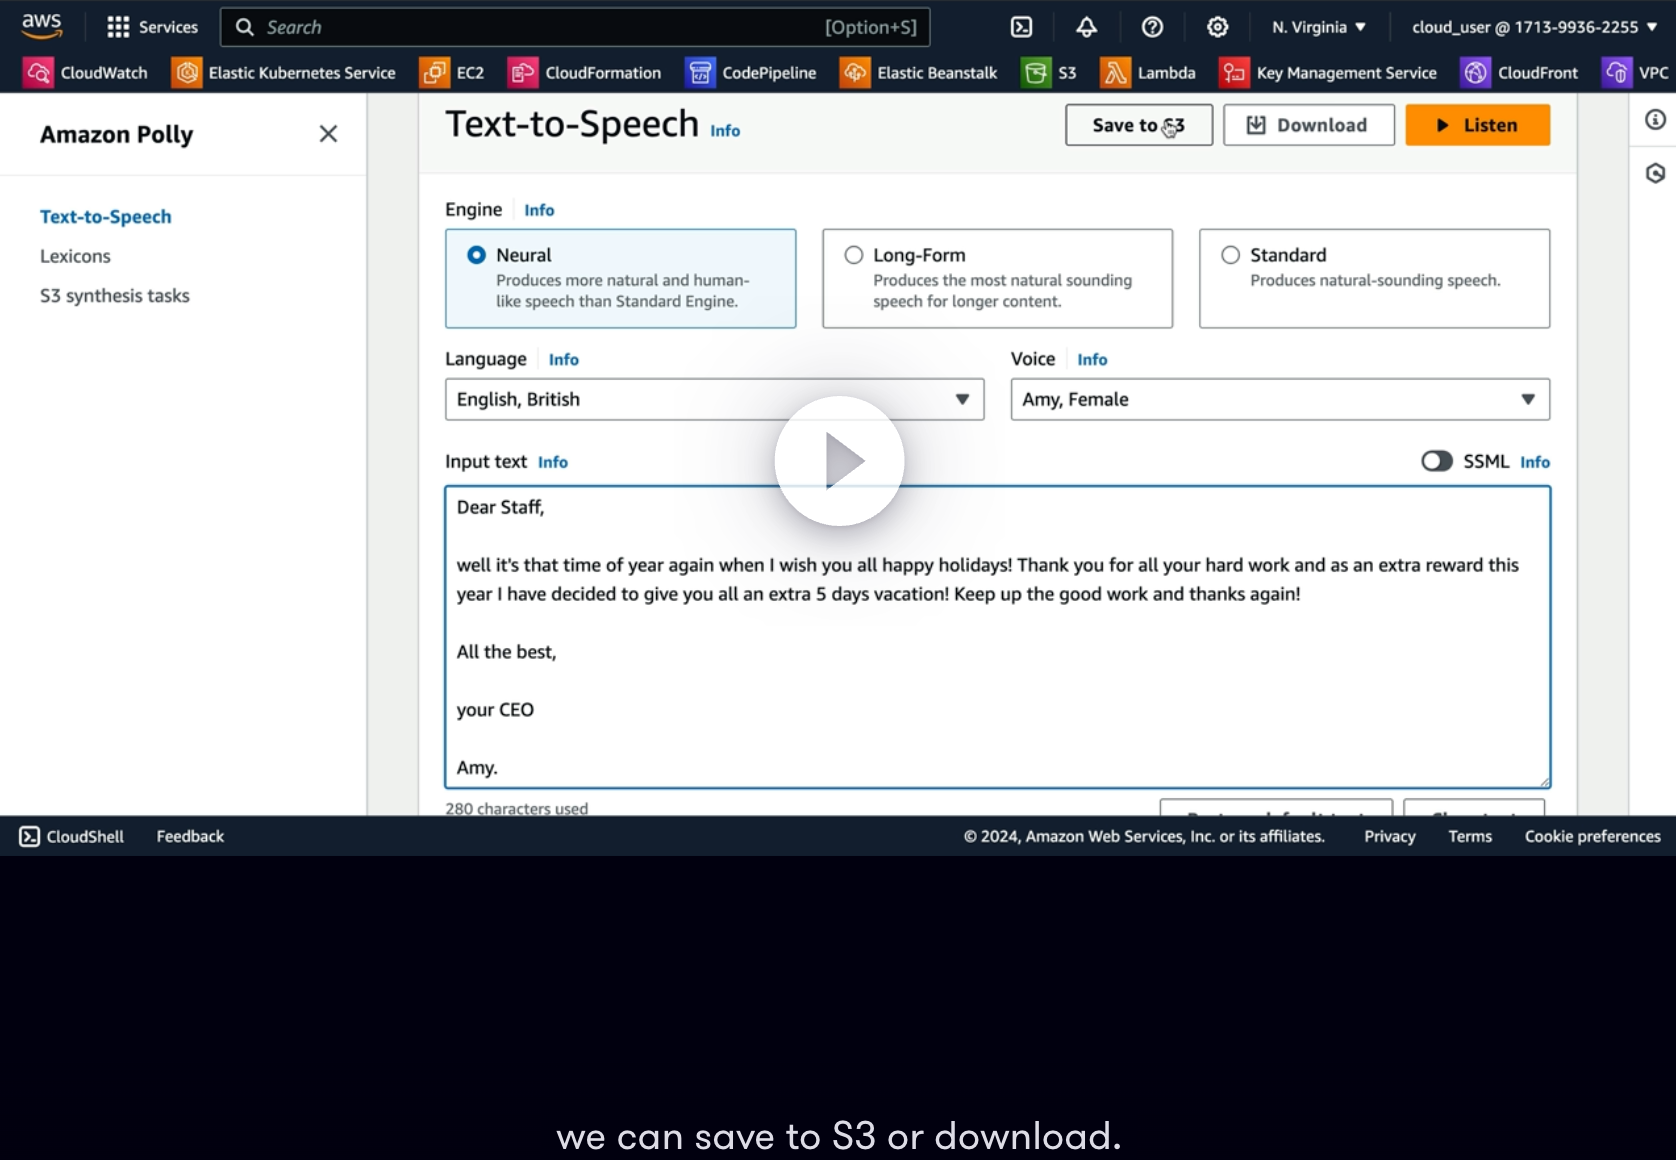 aws
Services
Search
[Option+S]
N. Virginia
cloud_user @ 1713-9936-2255
CloudWatch
Elastic Kubernetes Service
EC2
CloudFormation
CodePipeline
Elastic Beanstalk
S3
Lambda
Key Management Service
CloudFront
VPC
Amazon Polly
Text-to-Speech
Lexicons
S3 synthesis tasks
Text-to-Speech Info
Save to S3
Download
Listen
Engine Info
Neural
Produces more natural and human-
like speech than Standard Engine.
Long-Form
Produces the most natural sounding
speech for longer content.
Standard
Produces natural-sounding speech.
Language Info
English, British
Voice Info
Amy, Female
Input text Info
SSML Info
Dear Staff,
well it's that time of year again when I wish you all happy holidays! Thank you for all your hard work and as an extra reward this
year I have decided to give you all an extra 5 days vacation! Keep up the good work and thanks again!
All the best,
your CEO
Amy.
280 characters used
CloudShell
Feedback
© 2024, Amazon Web Services, Inc. or its affiliates.
Privacy
Terms
Cookie preferences
we can save to S3 or download.